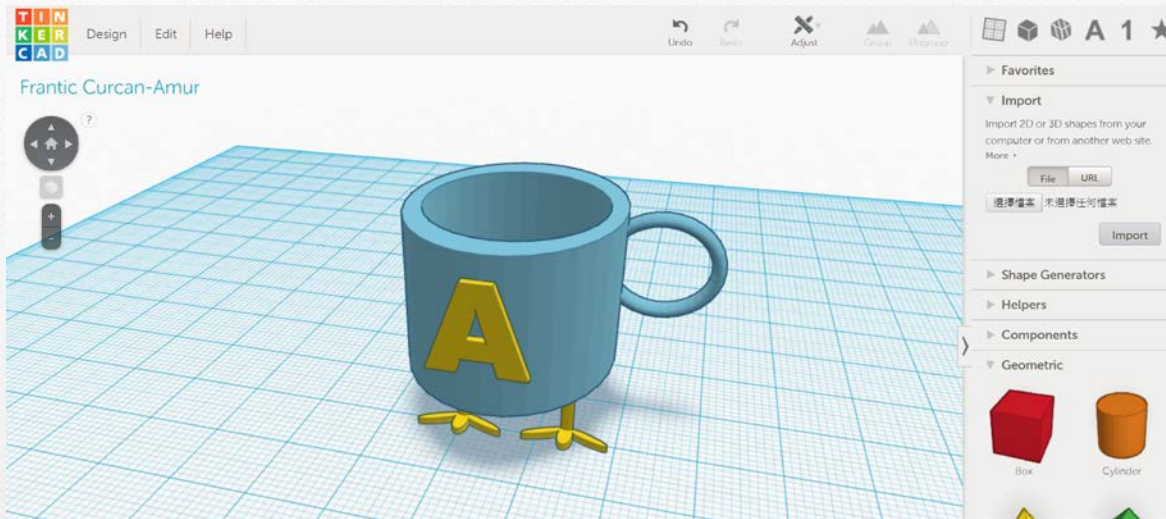 TIN
KER
CAD
Design Edit Help
Undo Redo Adjust Group Ungroup
A 1
Frantic Curcan-Amur
?
+
-
A
Favorites
Import
Import 2D or 3D shapes from your
computer or from another web site.
More
File URL
選擇檔案 未選擇任何檔案
Import
Shape Generators
Helpers
Components
Geometric
Box Cylinder